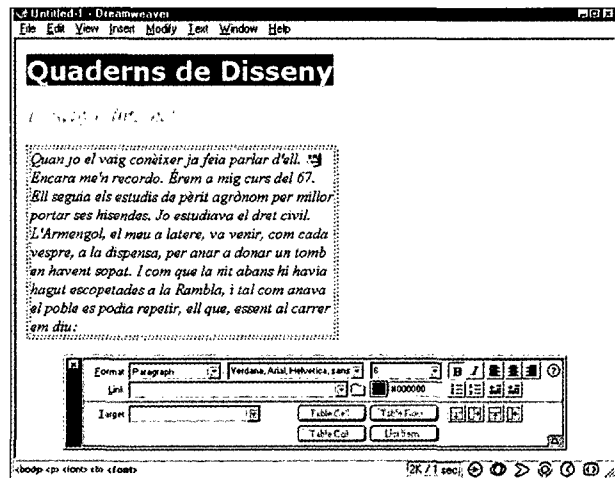 Untitled-1 - Dreamweaver
File Edit View Insert Modify Text Window Help
Quaderns de Disseny
Quan jo el vaig conèixer ja feia parlar d'ell.
Encara me'n recordo. Érem a mig curs del 67.
Ell seguia els estudis de pèrit agrònom per millor
portar ses hisendes. Jo estudiava el dret civil.
L'Armengol, el meu a latere, va venir, com cada
vespre, a la dispensa, per anar a donar un tomb
en havent sopat. I com que la nit abans hi havia
hagut escopetades a la Rambla, i tal com anava
el poble es podia repetir, ell que, essent al carrer
em diu:
Format Paragraph Verdana, Arial, Helvetica, sans 6 B I
Link #000000
Target Table Cell Table Row
Table Col List Item
<body> <p> <font> <b> <font> 2K / 1 sec